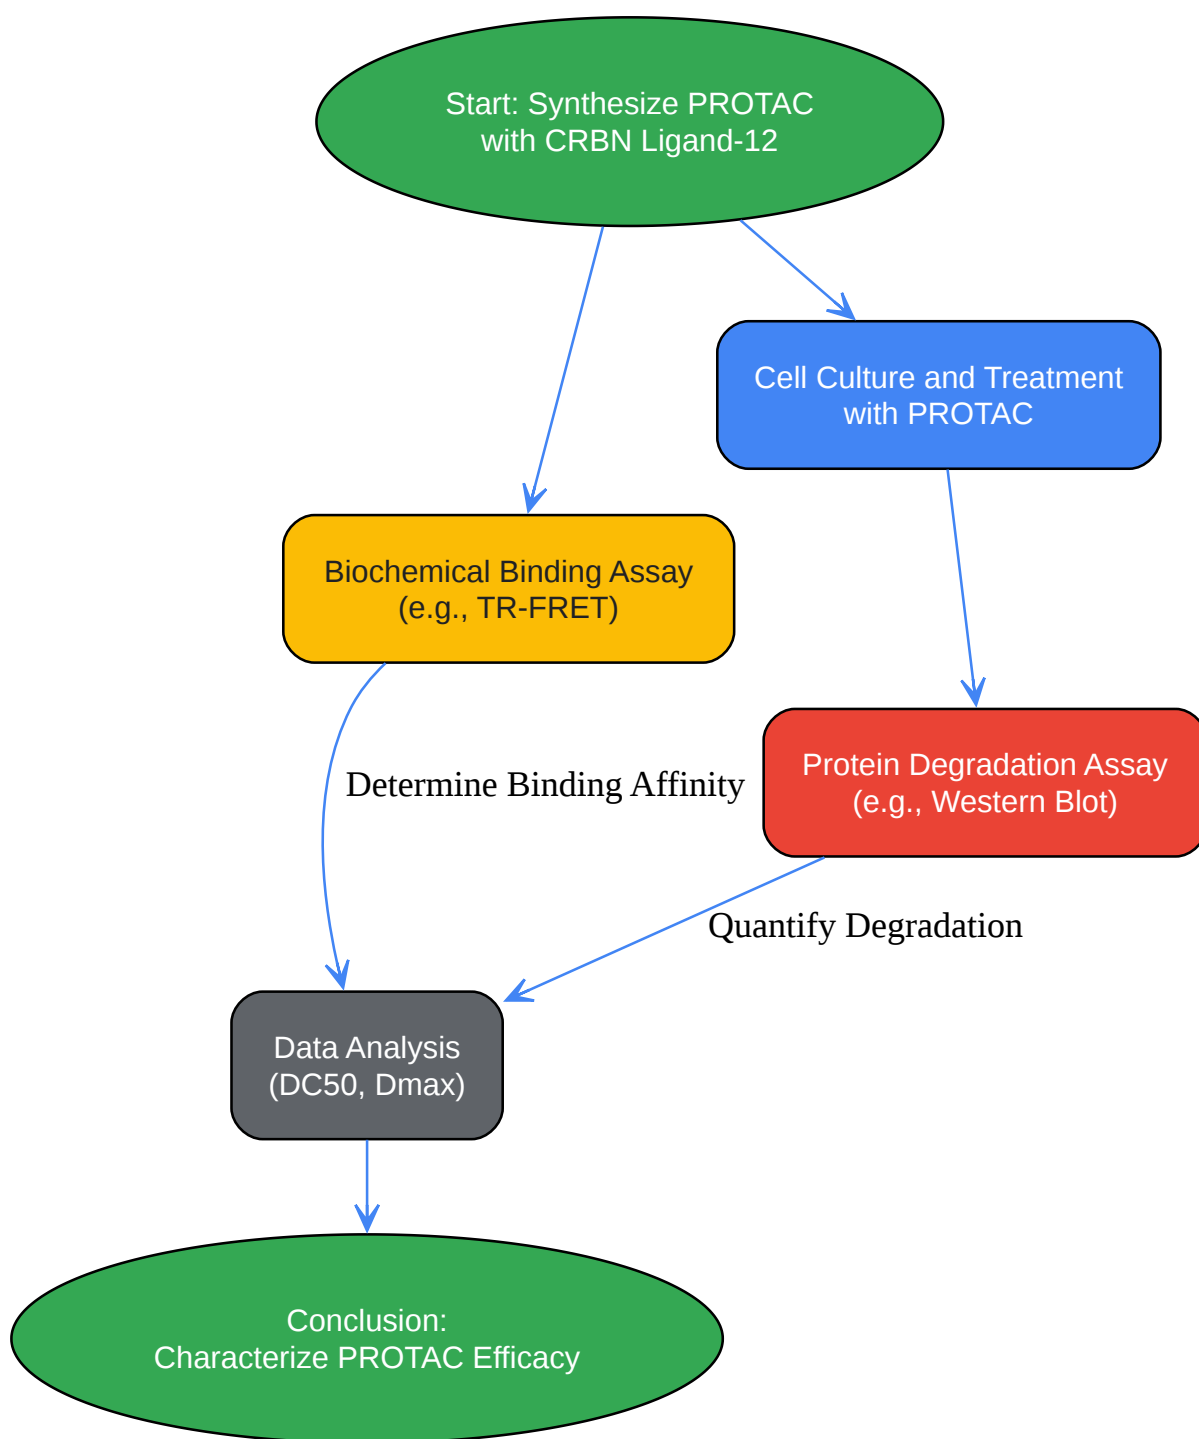 Start: Synthesize PROTAC
with CRBN Ligand-12
Cell Culture and Treatment
with PROTAC
Biochemical Binding Assay
(e.g., TR-FRET)
Protein Degradation Assay
(e.g., Western Blot)
Determine Binding Affinity
Quantify Degradation
Data Analysis
(DC50, Dmax)
Conclusion:
Characterize PROTAC Efficacy